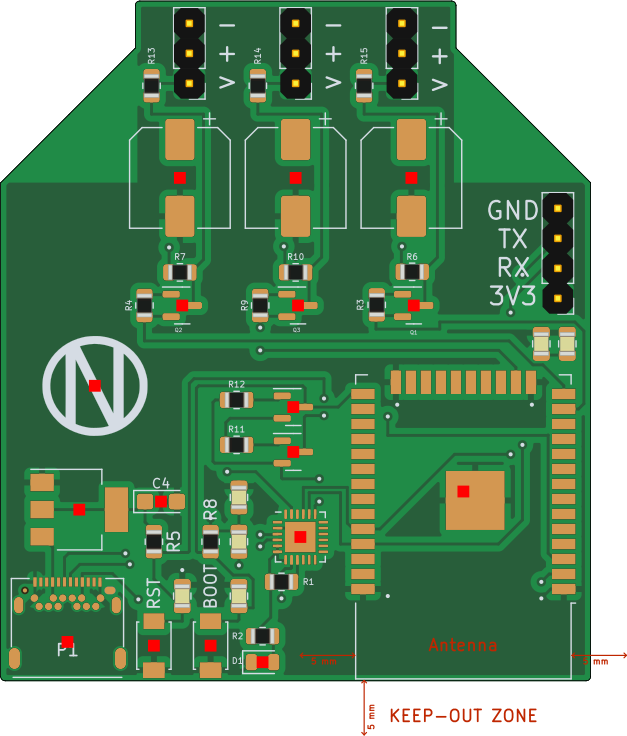 R13
R14
R15
− + V
− + V
− + V
+
+
+
GND
TX
RX
3V3
R7
R10
R6
R4
R9
R3
Q2
Q3
Q1
N
R12
R11
C4
R8
R5
RST
BOOT
R1
R2
D1
P1
Antenna
5 mm
5 mm
5 mm
KEEP-OUT ZONE